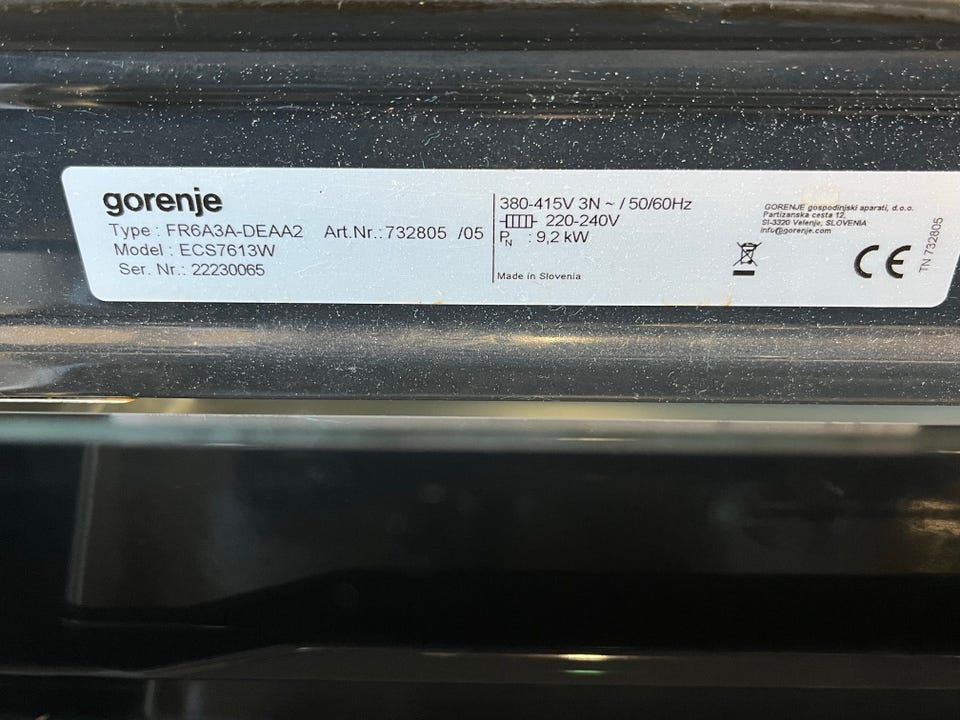 gorenje
Type : FR6A3A-DEAA2 Art.Nr.:732805 /05
Model : ECS7613W
Ser. Nr.: 22230065
380-415V 3N ~ / 50/60Hz
220-240V
PN : 9,2 kW
Made in Slovenia
GORENJE gospodinjski aparati, d.o.o.
Partizanska cesta 12,
SI-3320 Velenje, SLOVENIA
info@gorenje.com
CE
TN 732805